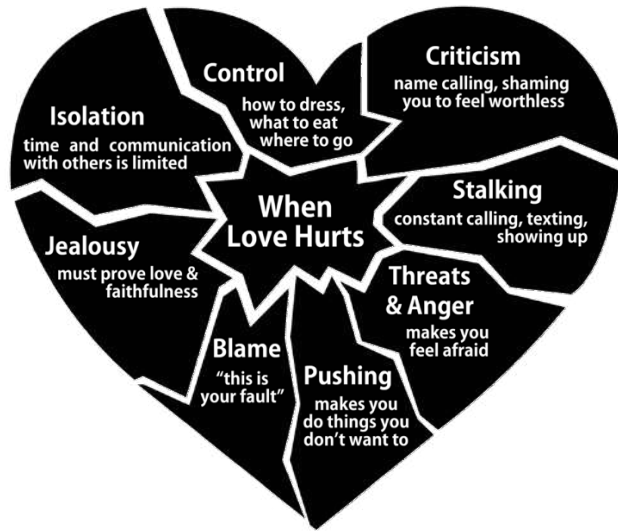 Control
how to dress,
what to eat
where to go
Criticism
name calling, shaming
you to feel worthless
Isolation
time and communication
with others is limited
When
Love Hurts
Stalking
constant calling, texting,
showing up
Jealousy
must prove love &
faithfulness
Threats
& Anger
makes you
feel afraid
Blame
“this is
your fault”
Pushing
makes you
do things you
don’t want to